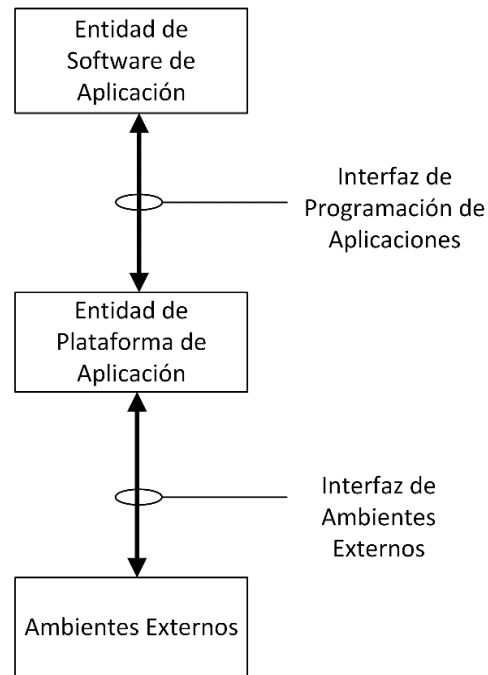 Entidad de
Software de
Aplicación
Interfaz de
Programación de
Aplicaciones
Entidad de
Plataforma de
Aplicación
Interfaz de
Ambientes
Externos
Ambientes Externos